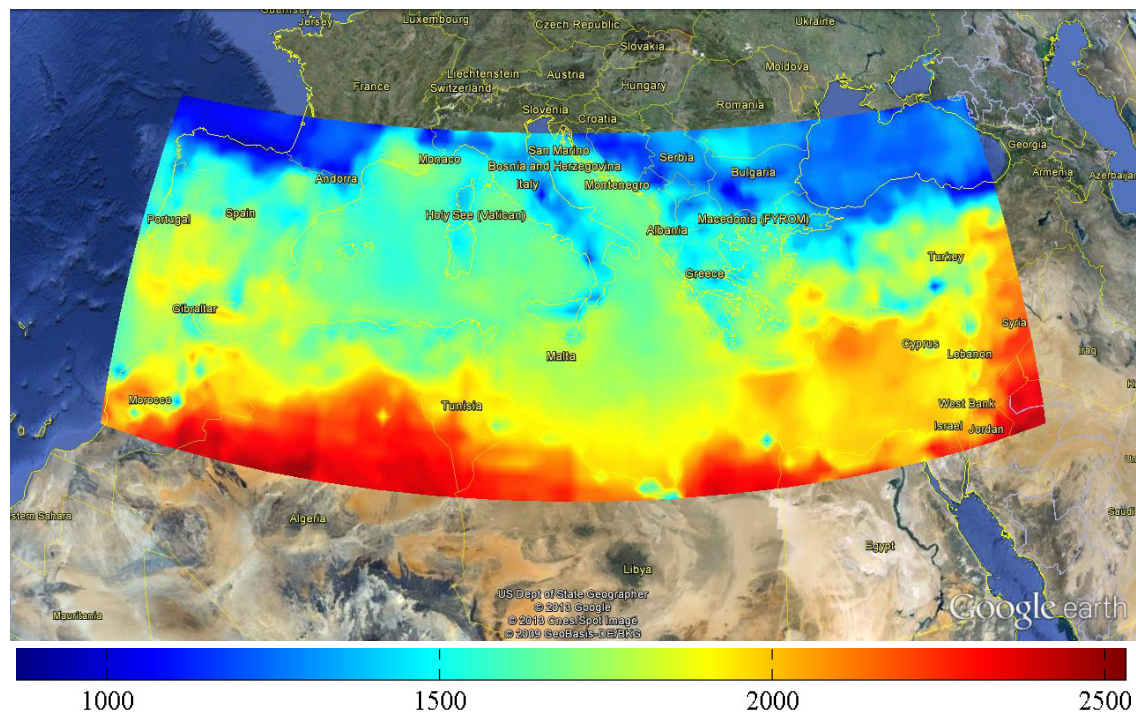 Guernsey
Jersey
Luxembourg
Czech Republic
Ukraine
Slovakia
Moldova
France
Liechtenstein
Switzerland
Austria
Hungary
Romania
Slovenia
Croatia
Georgia
Monaco
San Marino
Serbia
Andorra
Bosnia and Herzegovina
Bulgaria
Armenia
Azerbaijan
Italy
Montenegro
Portugal
Spain
Holy See (Vatican)
Macedonia (FYROM)
Albania
Turkey
Greece
Gibraltar
Syria
Cyprus
Lebanon
Iraq
Malta
Morocco
Tunisia
West Bank
Israel
Jordan
stern Sahara
Algeria
Saudi
Egypt
Libya
Mauritania
US Dept of State Geographer
© 2013 Google
© 2013 Cnes/Spot Image
© 2009 GeoBasis-DE/BKG
Google earth
1000 1500 2000 2500